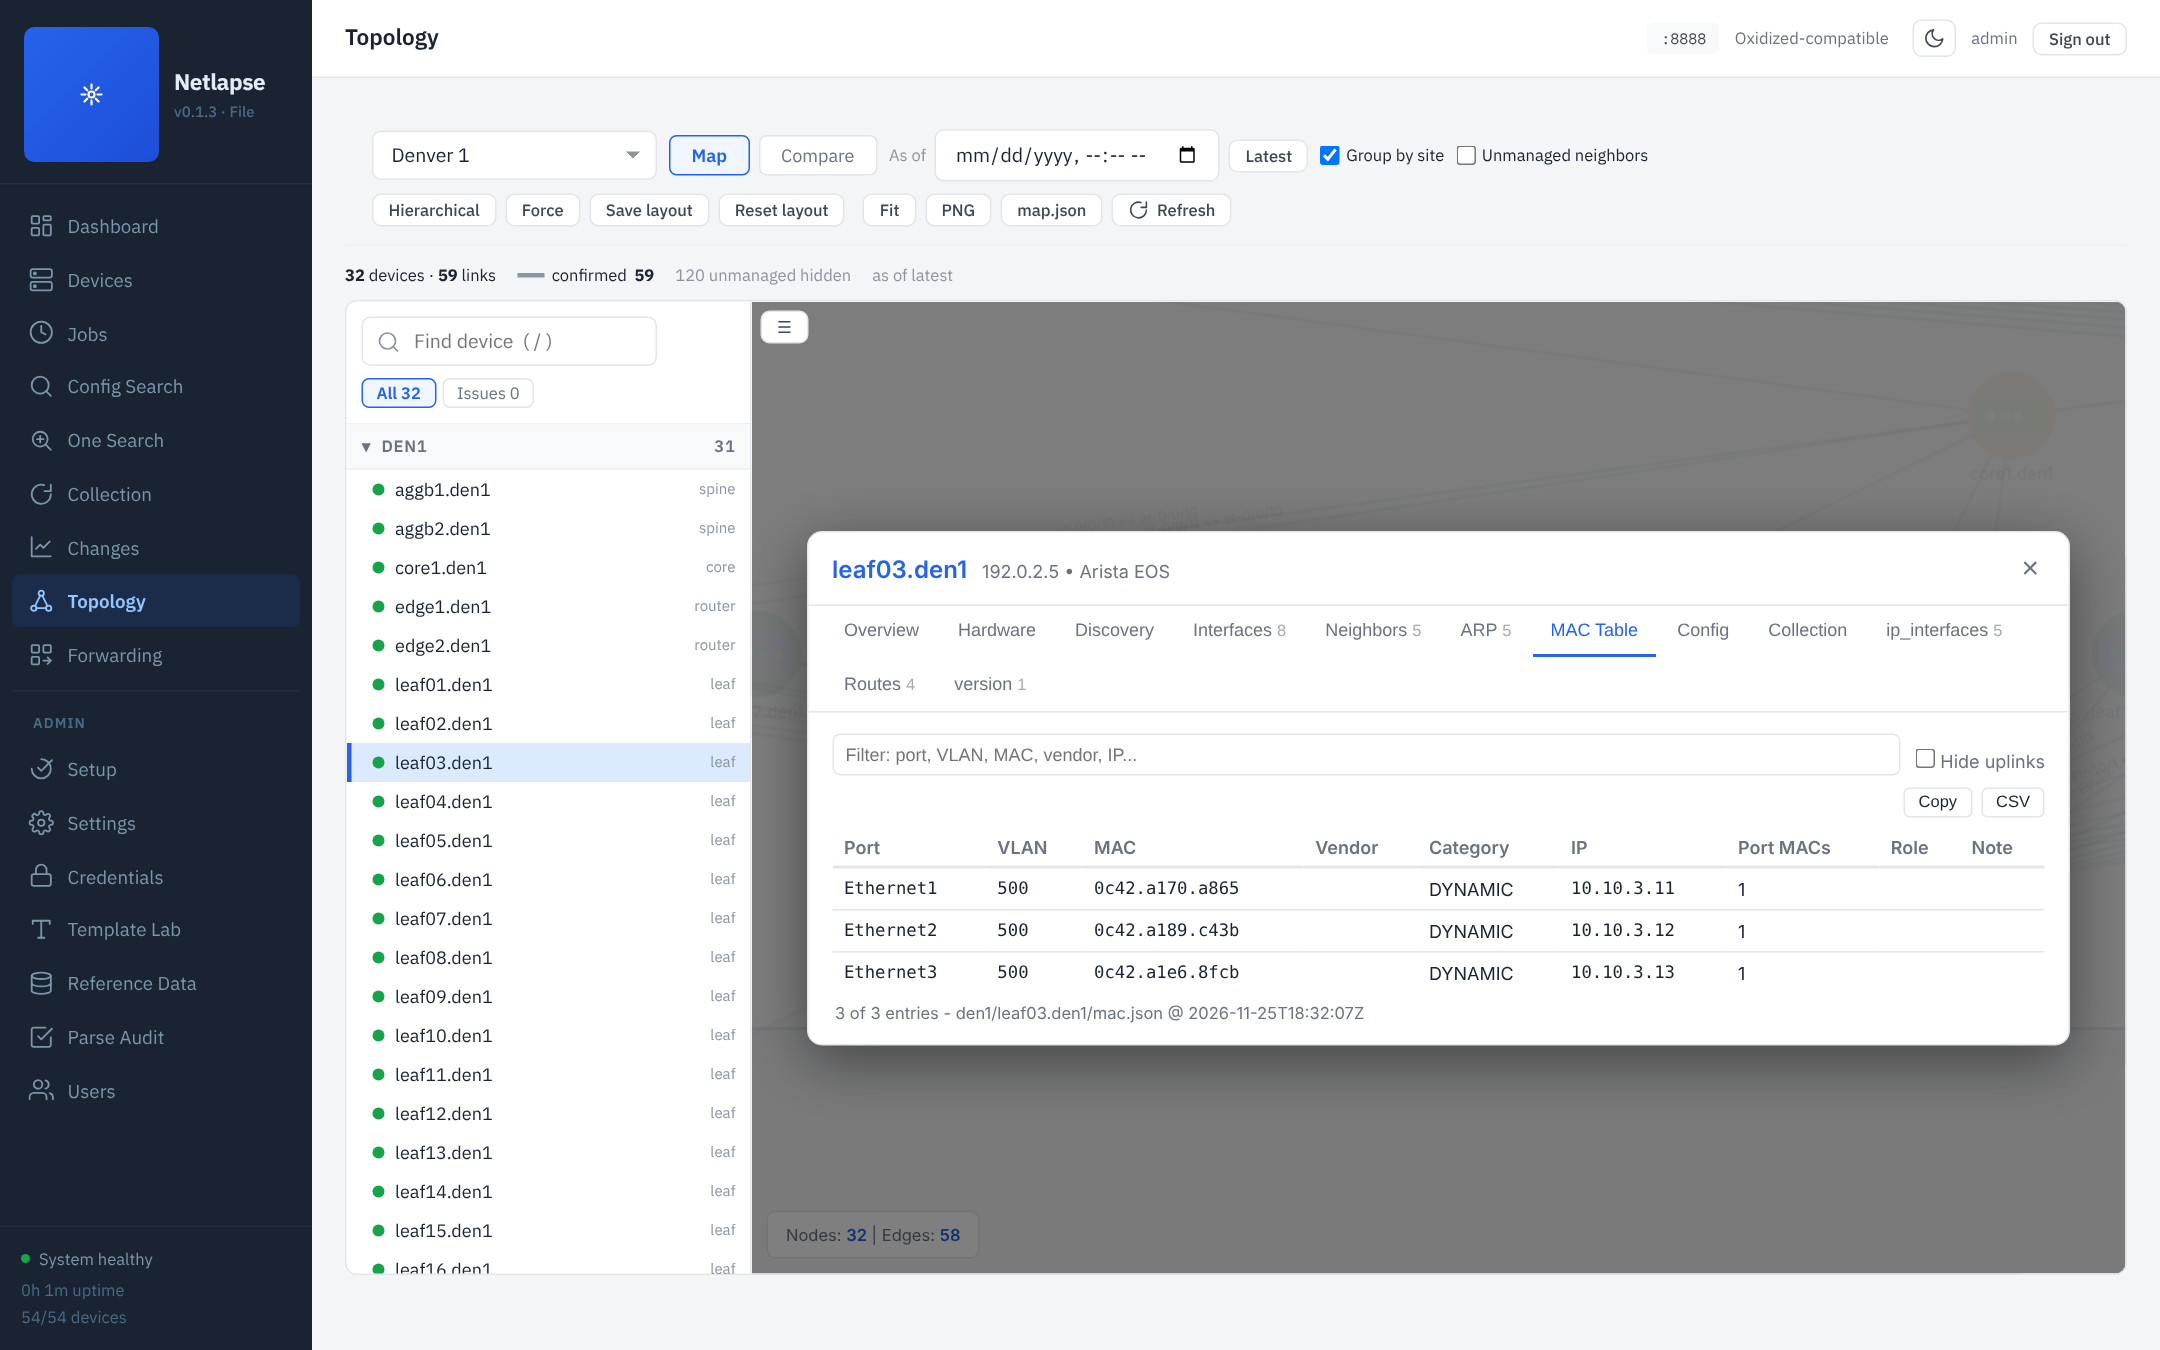 Netlapse
v0.1.3 · File
Dashboard
Devices
Jobs
Config Search
One Search
Collection
Changes
Topology
Forwarding
ADMIN
Setup
Settings
Credentials
Template Lab
Reference Data
Parse Audit
Users
System healthy
0h 1m uptime
54/54 devices
Topology
:8888 Oxidized-compatible admin Sign out
Denver 1 Map Compare As of mm/dd/yyyy, --:-- -- Latest Group by site Unmanaged neighbors
Hierarchical Force Save layout Reset layout Fit PNG map.json Refresh
32 devices · 59 links confirmed 59 120 unmanaged hidden as of latest
Find device ( / )
All 32 Issues 0
▼ DEN1 31
aggb1.den1 spine
aggb2.den1 spine
core1.den1 core
edge1.den1 router
edge2.den1 router
leaf01.den1 leaf
leaf02.den1 leaf
leaf03.den1 leaf
leaf04.den1 leaf
leaf05.den1 leaf
leaf06.den1 leaf
leaf07.den1 leaf
leaf08.den1 leaf
leaf09.den1 leaf
leaf10.den1 leaf
leaf11.den1 leaf
leaf12.den1 leaf
leaf13.den1 leaf
leaf14.den1 leaf
leaf15.den1 leaf
leaf16.den1 leaf
core1.den1
leaf03.den1 192.0.2.5 • Arista EOS
Overview Hardware Discovery Interfaces 8 Neighbors 5 ARP 5 MAC Table Config Collection ip_interfaces 5
Routes 4 version 1
Filter: port, VLAN, MAC, vendor, IP... Hide uplinks
Copy CSV
Port VLAN MAC Vendor Category IP Port MACs Role Note
Ethernet1 500 0c42.a170.a865 DYNAMIC 10.10.3.11 1
Ethernet2 500 0c42.a189.c43b DYNAMIC 10.10.3.12 1
Ethernet3 500 0c42.a1e6.8fcb DYNAMIC 10.10.3.13 1
3 of 3 entries - den1/leaf03.den1/mac.json @ 2026-11-25T18:32:07Z
Nodes: 32 | Edges: 58